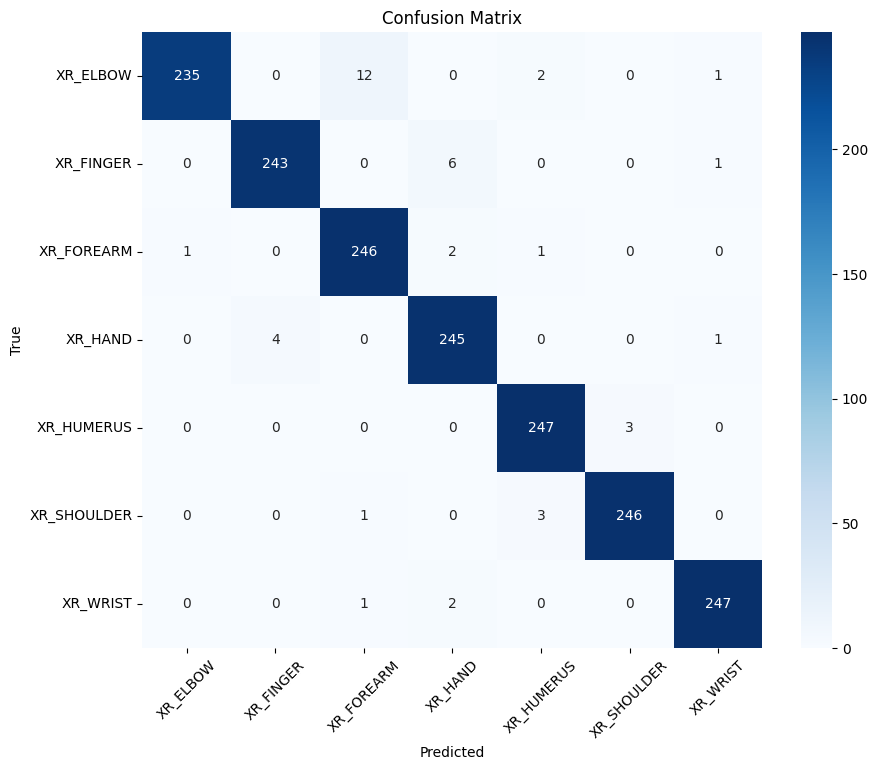 Confusion Matrix
XR_ELBOW 235 0 12 0 2 0 1
XR_FINGER 0 243 0 6 0 0 1
XR_FOREARM 1 0 246 2 1 0 0
XR_HAND 0 4 0 245 0 0 1
XR_HUMERUS 0 0 0 0 247 3 0
XR_SHOULDER 0 0 1 0 3 246 0
XR_WRIST 0 0 1 2 0 0 247
True
XR_ELBOW XR_FINGER XR_FOREARM XR_HAND XR_HUMERUS XR_SHOULDER XR_WRIST
Predicted
200
150
100
50
0